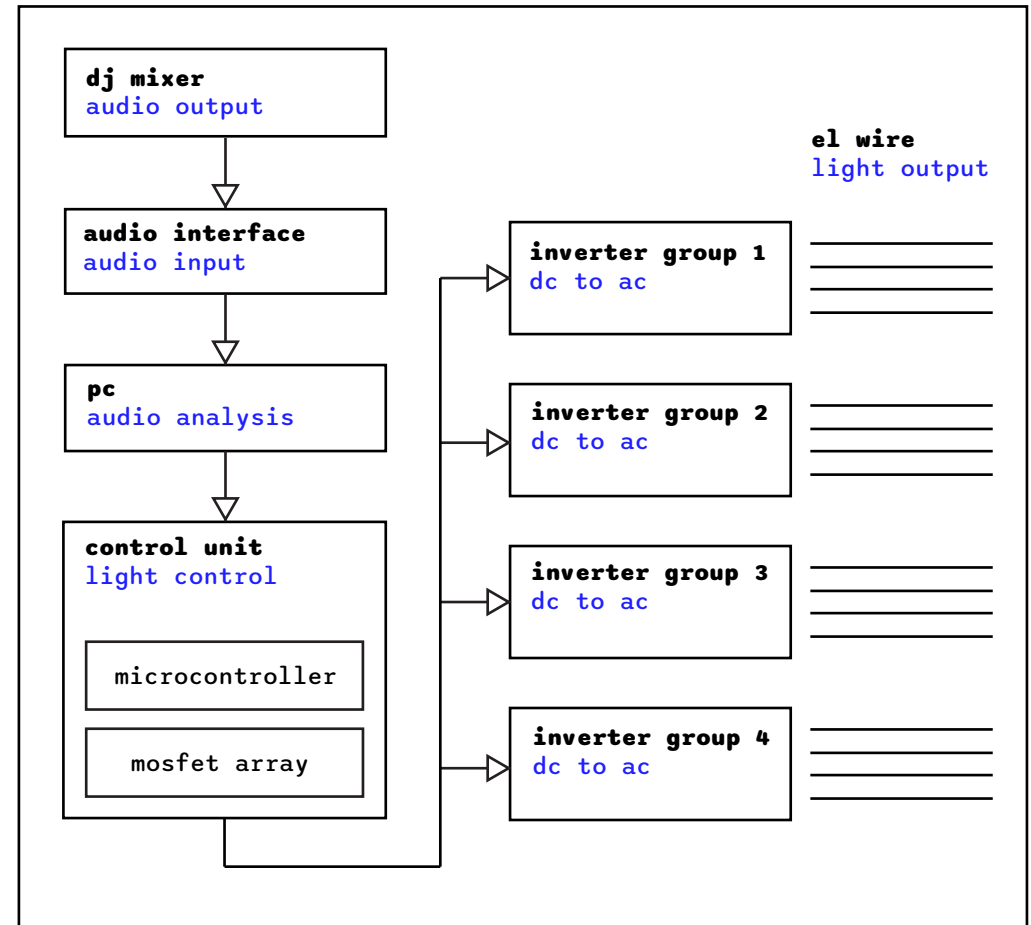 dj mixer
audio output
audio interface
audio input
pc
audio analysis
control unit
light control
microcontroller
mosfet array
inverter group 1
dc to ac
inverter group 2
dc to ac
inverter group 3
dc to ac
inverter group 4
dc to ac
el wire
light output